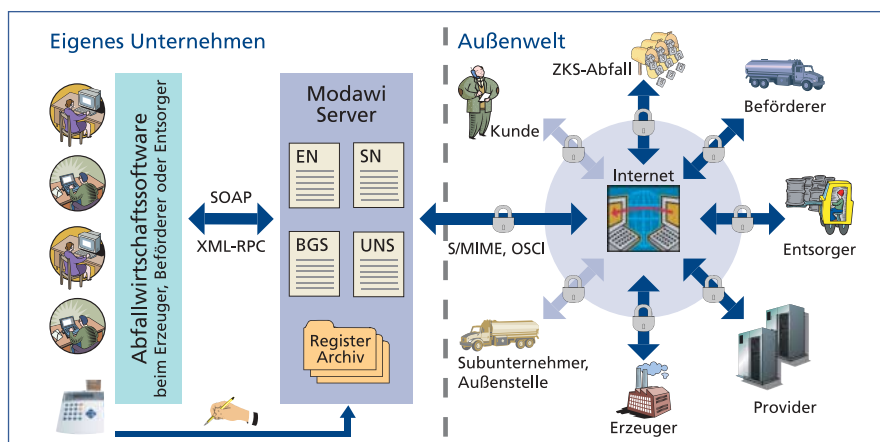 Eigenes Unternehmen
Abfallwirtschaftssoftware
beim Erzeuger, Beförderer oder Entsorger
SOAP
XML-RPC
Modawi
Server
EN
SN
BGS
UNS
Register
Archiv
Außenwelt
ZKS-Abfall
Kunde
Beförderer
Internet
S/MIME, OSCI
Entsorger
Subunternehmer,
Außenstelle
Erzeuger
Provider